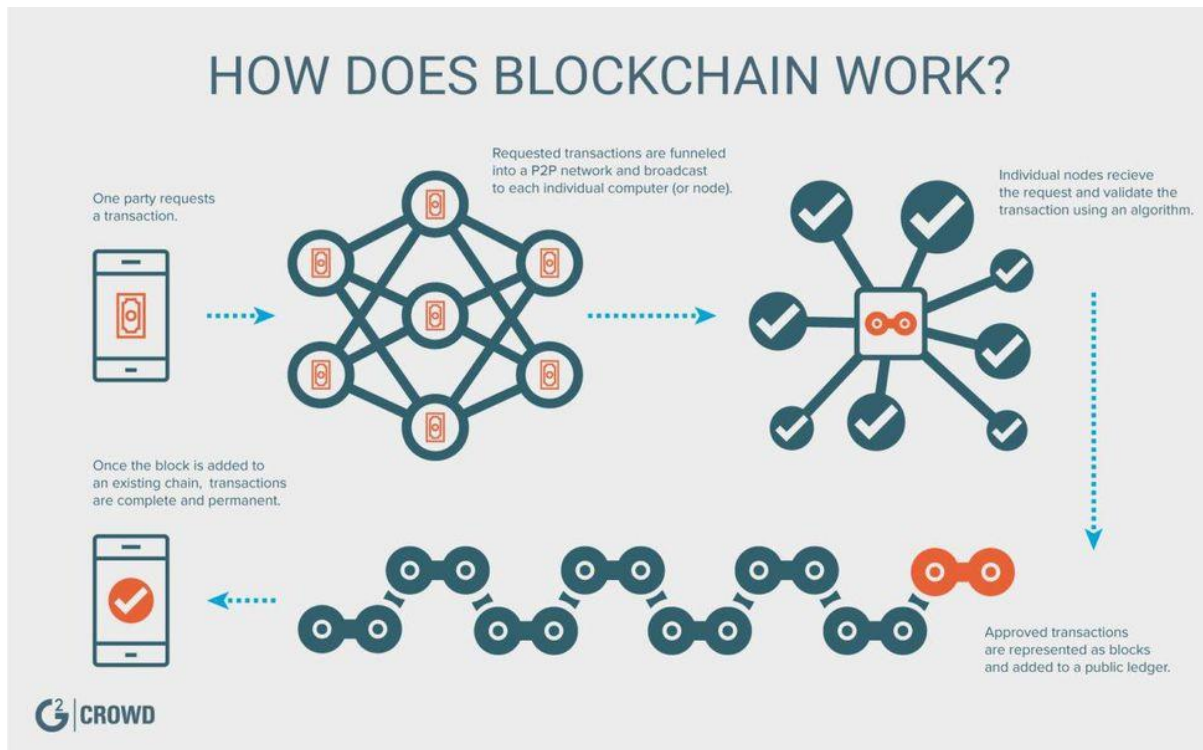 HOW DOES BLOCKCHAIN WORK?
One party requests
a transaction.
Requested transactions are funneled
into a P2P network and broadcast
to each individual computer (or node).
Individual nodes recieve
the request and validate the
transaction using an algorithm.
Approved transactions
are represented as blocks
and added to a public ledger.
Once the block is added to
an existing chain, transactions
are complete and permanent.
G2 | CROWD